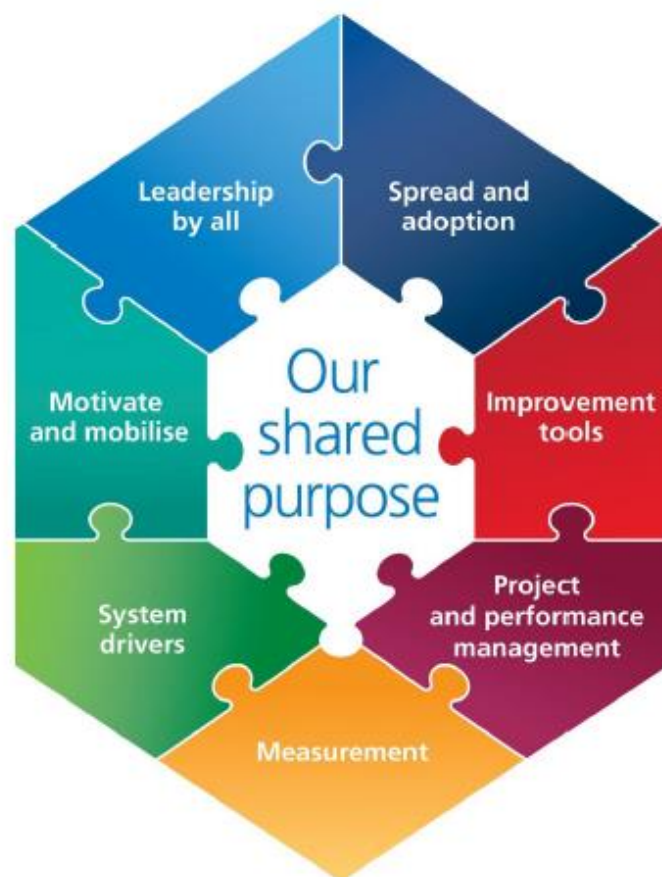 Leadership
by all
Spread and
adoption
Motivate
and mobilise
Our
shared
purpose
Improvement
tools
System
drivers
Project
and performance
management
Measurement